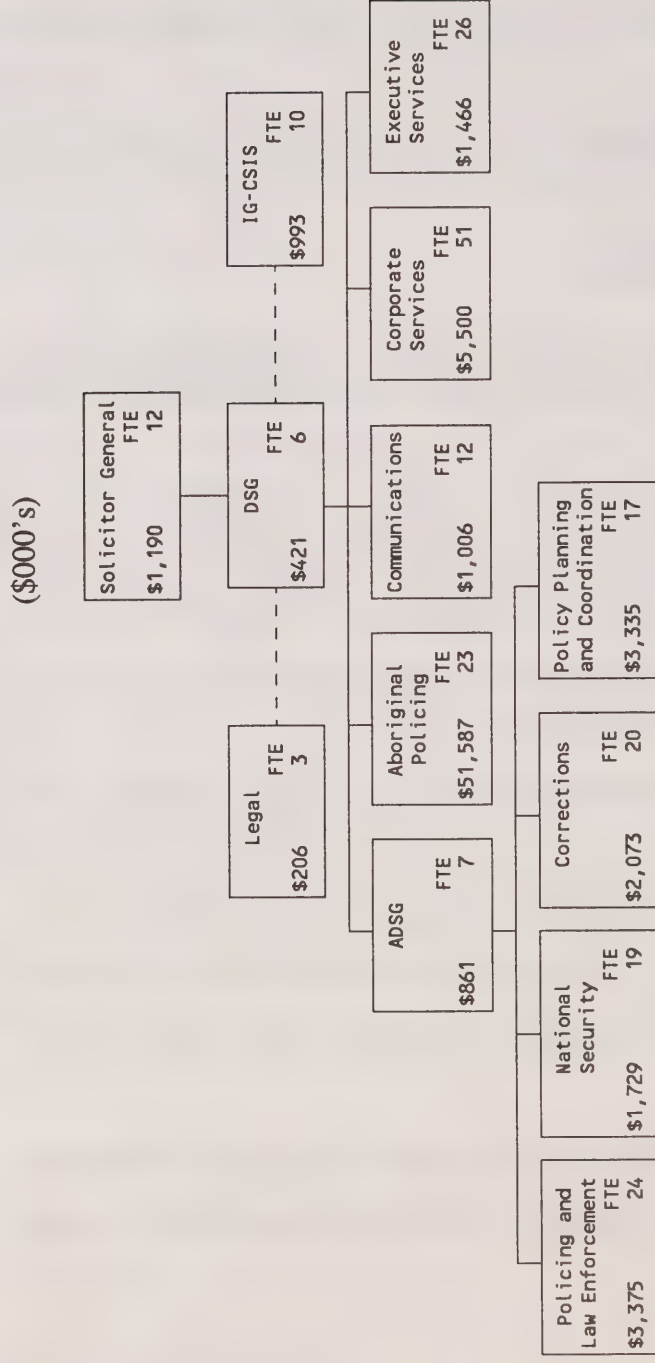 ($000's)
Solicitor General
FTE
$1,190 12
Legal
FTE
$206 3
DSG
FTE
$421 6
IG-CSIS
FTE
$993 10
ADSG
FTE
$861 7
Aboriginal
Policing
FTE
$51,587 23
Communications
FTE
$1,006 12
Corporate
Services
FTE
$5,500 51
Executive
Services
FTE
$1,466 26
Policing and
Law Enforcement
FTE
$3,375 24
National
Security
FTE
$1,729 19
Corrections
FTE
$2,073 20
Policy Planning
and Coordination
FTE
$3,335 17